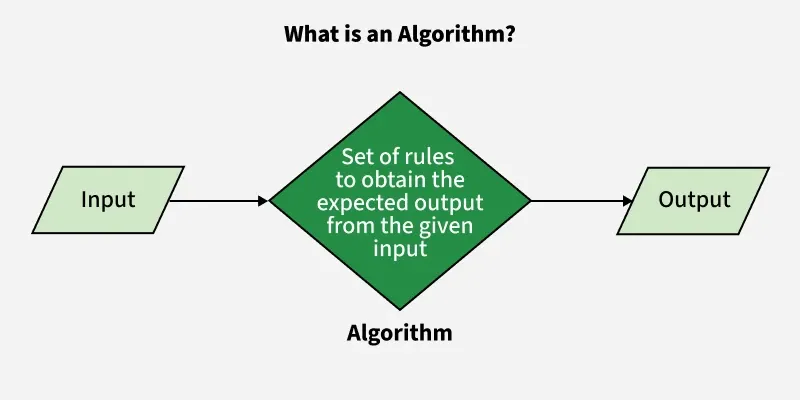 What is an Algorithm?
Input
Set of rules
to obtain the
expected output
from the given
input
Output
Algorithm